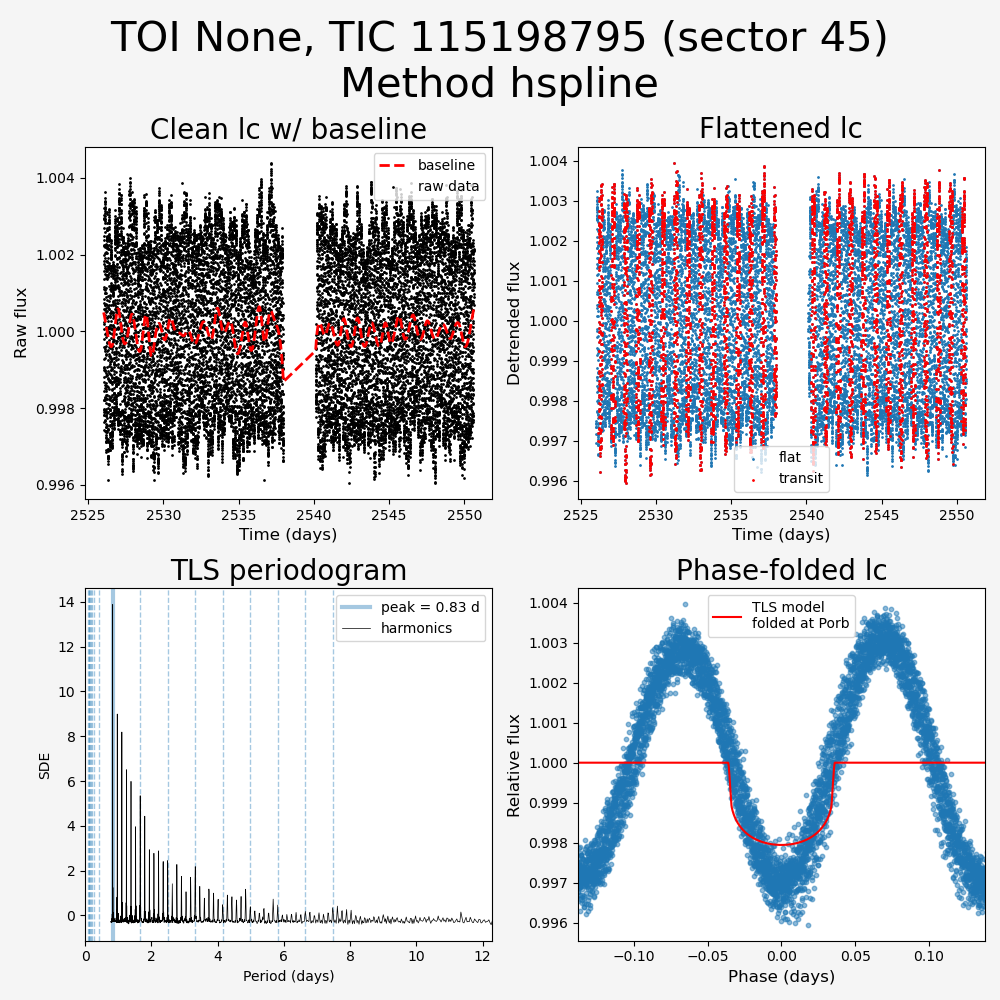 TOI None, TIC 115198795 (sector 45)
Method hspline
Clean lc w/ baseline
baseline
raw data
1.004
1.002
1.000
0.998
0.996
Raw flux
2525
2530
2535
2540
2545
2550
Time (days)
Flattened lc
1.004
1.003
1.002
1.001
1.000
0.999
0.998
0.997
0.996
Detrended flux
flat
transit
2525
2530
2535
2540
2545
2550
Time (days)
TLS periodogram
peak = 0.83 d
harmonics
14
12
10
8
6
4
2
0
SDE
0
2
4
6
8
10
12
Period (days)
Phase-folded lc
TLS model
folded at Porb
1.004
1.003
1.002
1.001
1.000
0.999
0.998
0.997
0.996
Relative flux
−0.10
−0.05
0.00
0.05
0.10
Phase (days)